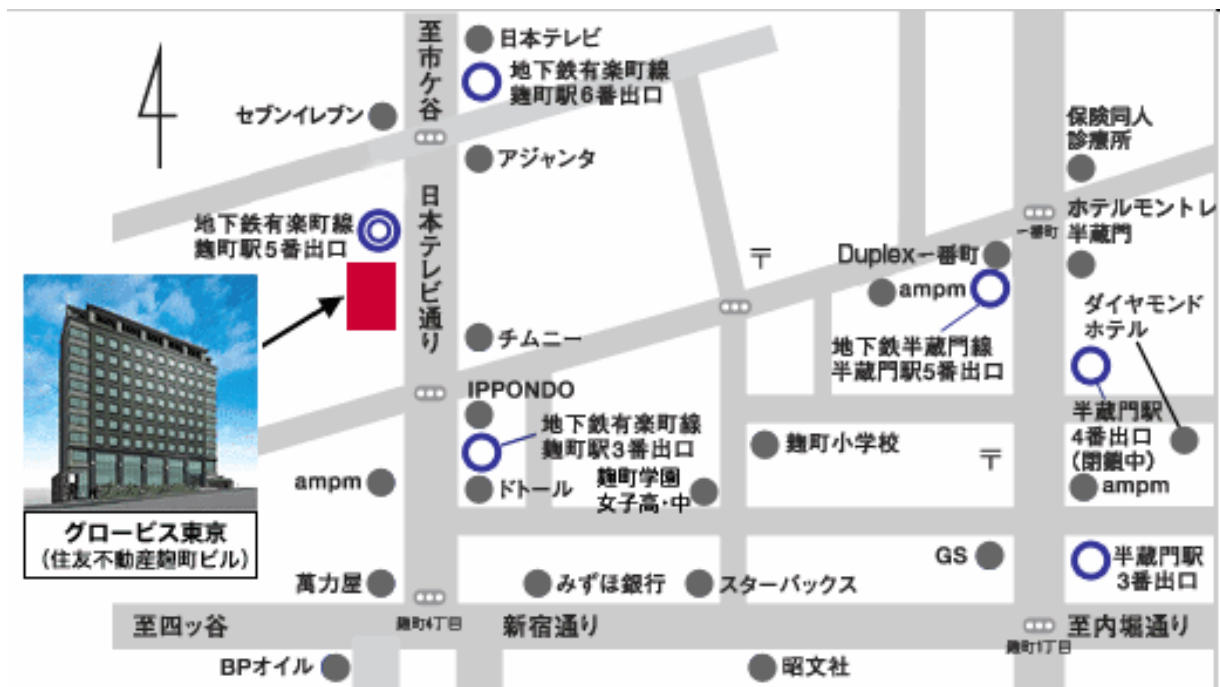 至市ケ谷
日本テレビ
地下鉄有楽町線
麹町駅6番出口
セブンイレブン
アジャンタ
保険同人
診療所
地下鉄有楽町線
麹町駅5番出口
日本テレビ通り
一番町
ホテルモントレ
半蔵門
〒
Duplex一番町
ampm
地下鉄半蔵門線
半蔵門駅5番出口
ダイヤモンド
ホテル
チムニー
IPPONDO
地下鉄有楽町線
麹町駅3番出口
半蔵門駅
4番出口
(閉鎖中)
麹町小学校
〒
ampm
ドトール
麹町学園
女子高・中
ampm
グロービス東京
(住友不動産麹町ビル)
GS
半蔵門駅
3番出口
萬力屋
みずほ銀行
スターバックス
至四ッ谷
麹町4丁目
新宿通り
至内堀通り
麹町1丁目
BPオイル
昭文社